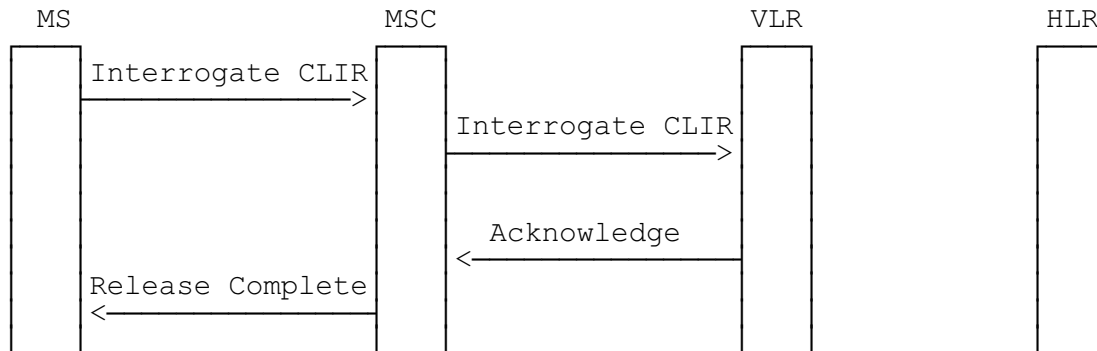 MS MSC VLR HLR
Interrogate CLIR
Interrogate CLIR
Acknowledge
Release Complete